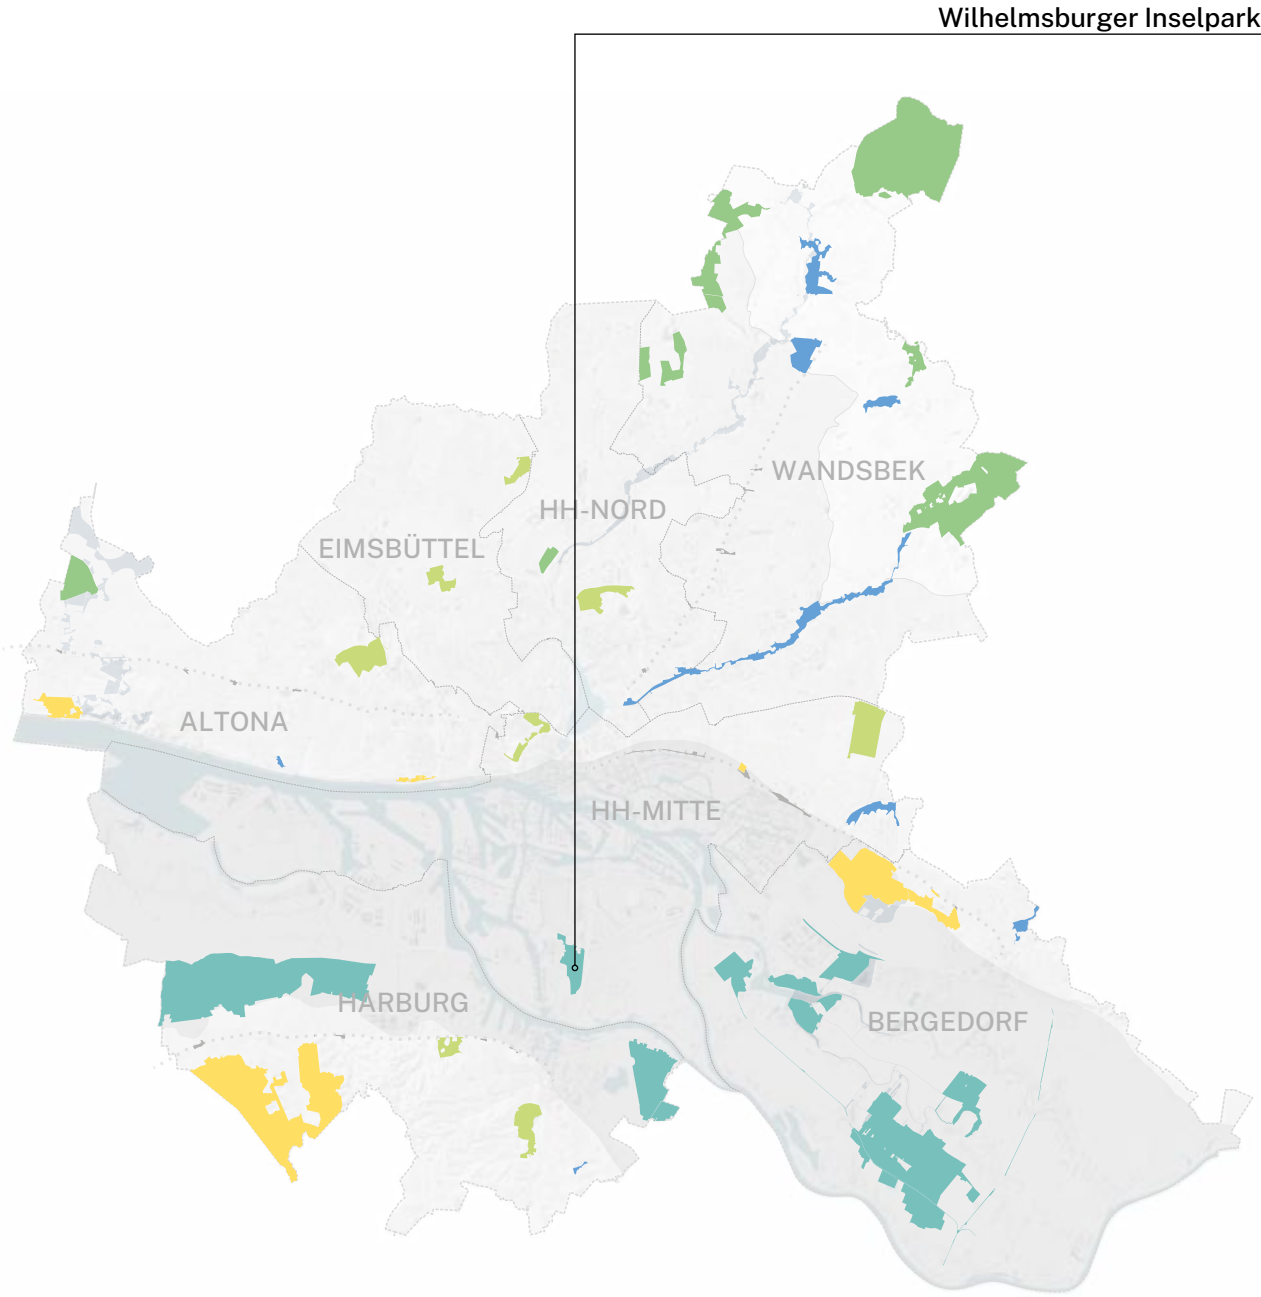 Wilhelmsburger Inselpark
WANDSBEK
HH-NORD
EIMSBÜTTEL
ALTONA
HH-MITTE
HARBURG
BERGEDORF